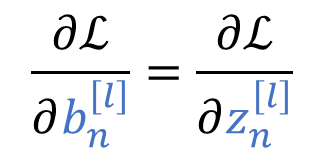 ∂ℒ/∂b_n^[l] = ∂ℒ/∂z_n^[l]